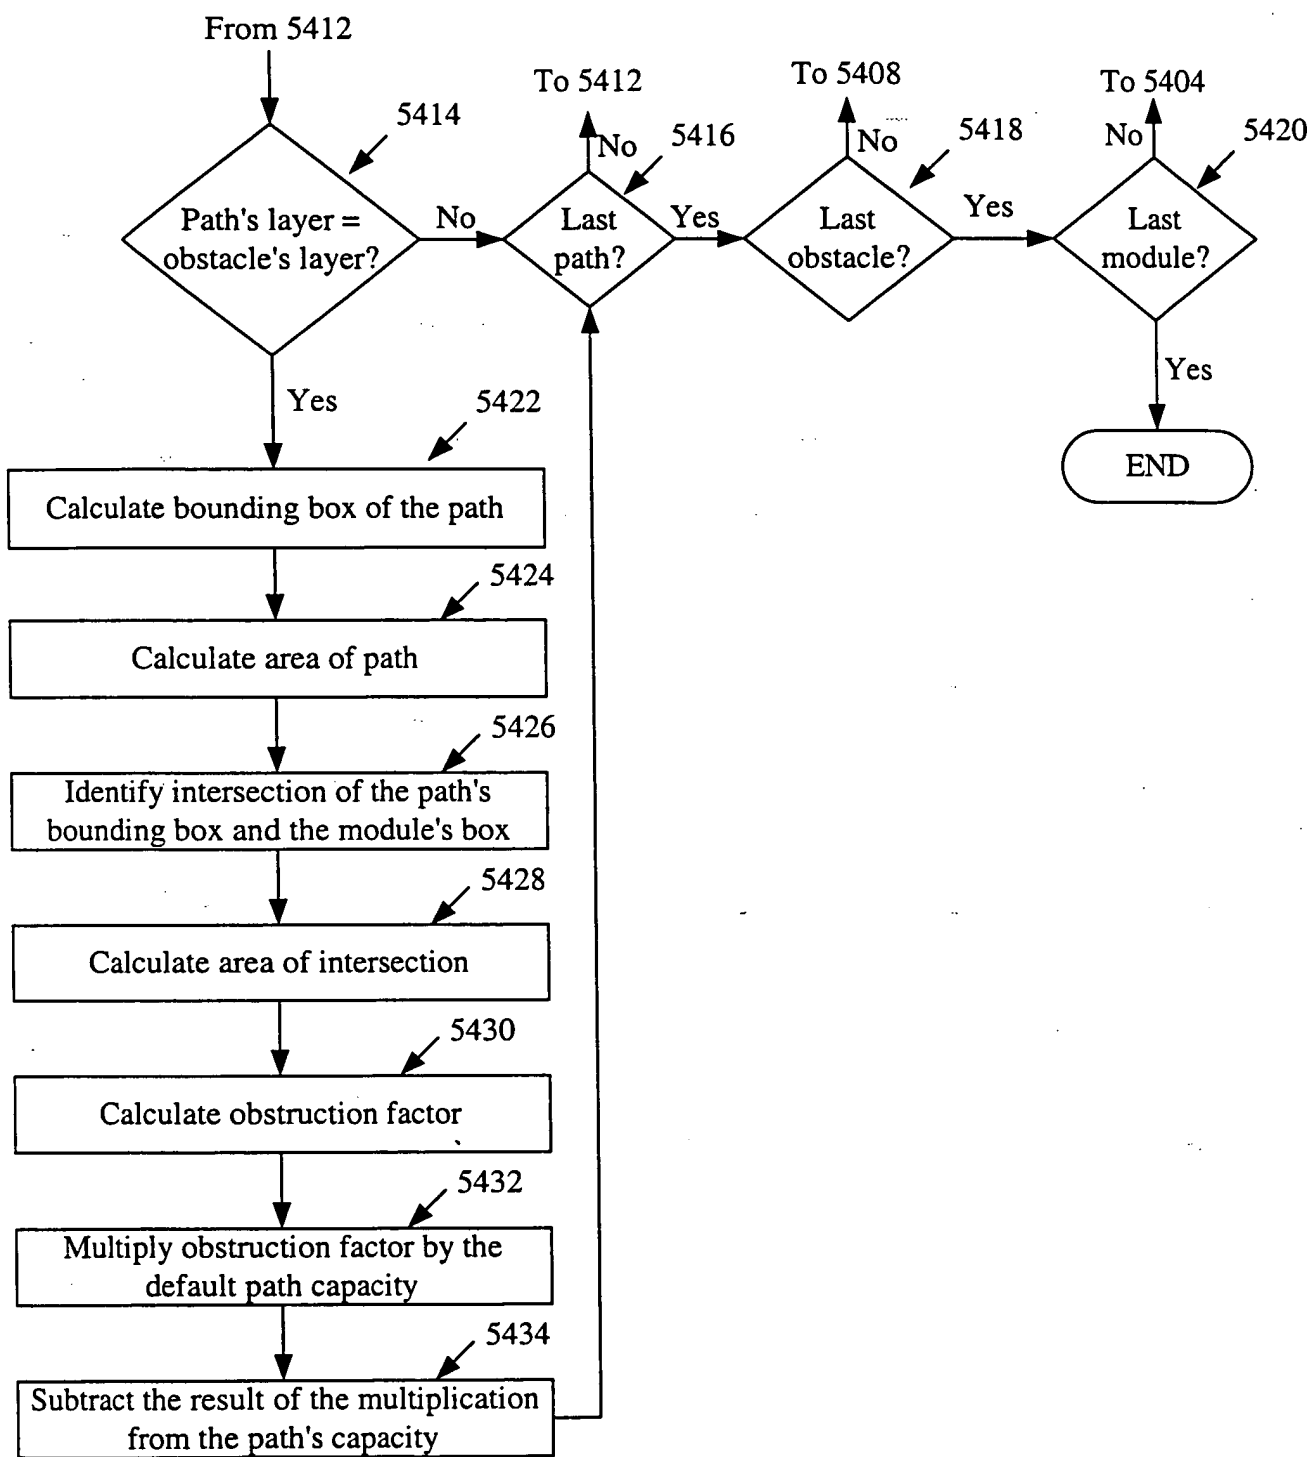 From 5412
To 5412
To 5408
To 5404
5414
5416
5418
5420
No
No
No
Path's layer =
obstacle's layer?
No
Last
path?
Yes
Last
obstacle?
Yes
Last
module?
Yes
Yes
END
5422
Calculate bounding box of the path
5424
Calculate area of path
5426
Identify intersection of the path's
bounding box and the module's box
5428
Calculate area of intersection
5430
Calculate obstruction factor
5432
Multiply obstruction factor by the
default path capacity
5434
Subtract the result of the multiplication
from the path's capacity